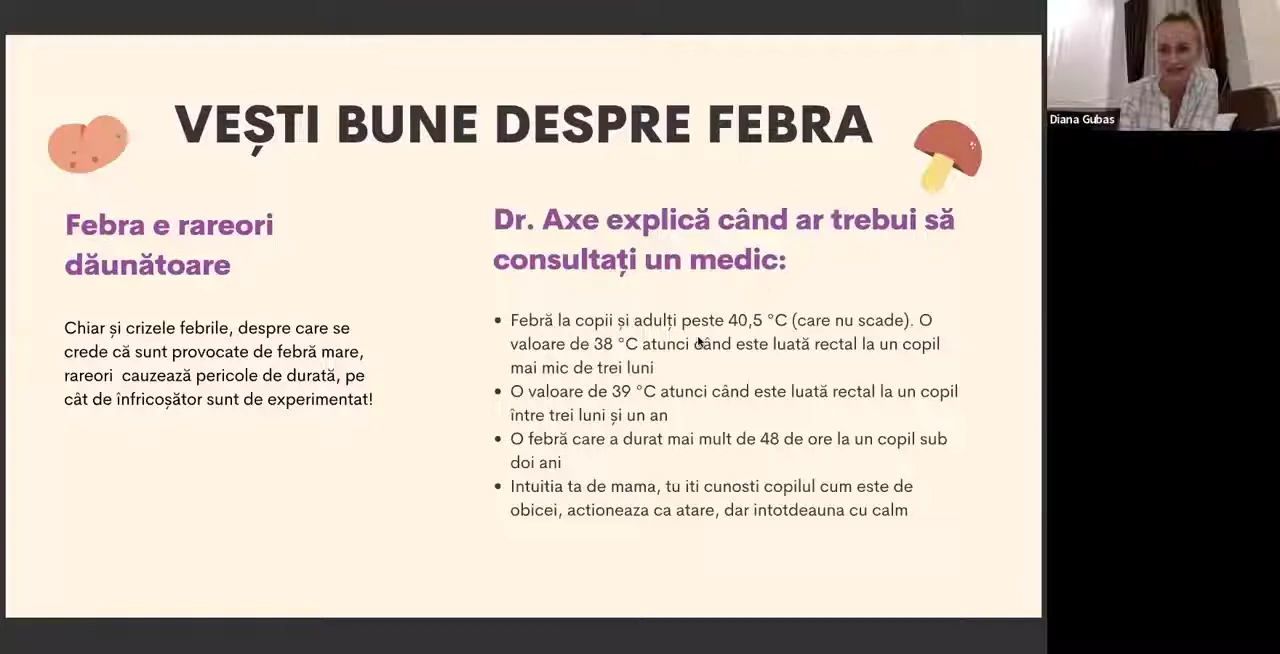 VEȘTI BUNE DESPRE FEBRA
Febra e rareori
dăunătoare
Chiar și crizele febrile, despre care se
crede că sunt provocate de febră mare,
rareori  cauzează pericole de durată, pe
cât de înfricoșător sunt de experimentat!
Dr. Axe explică când ar trebui să
consultați un medic:
• Febră la copii și adulți peste 40,5 °C (care nu scade). O
valoare de 38 °C atunci când este luată rectal la un copil
mai mic de trei luni
• O valoare de 39 °C atunci când este luată rectal la un copil
între trei luni și un an
• O febră care a durat mai mult de 48 de ore la un copil sub
doi ani
• Intuitia ta de mama, tu iti cunosti copilul cum este de
obicei, actioneaza ca atare, dar intotdeauna cu calm
Diana Gubas